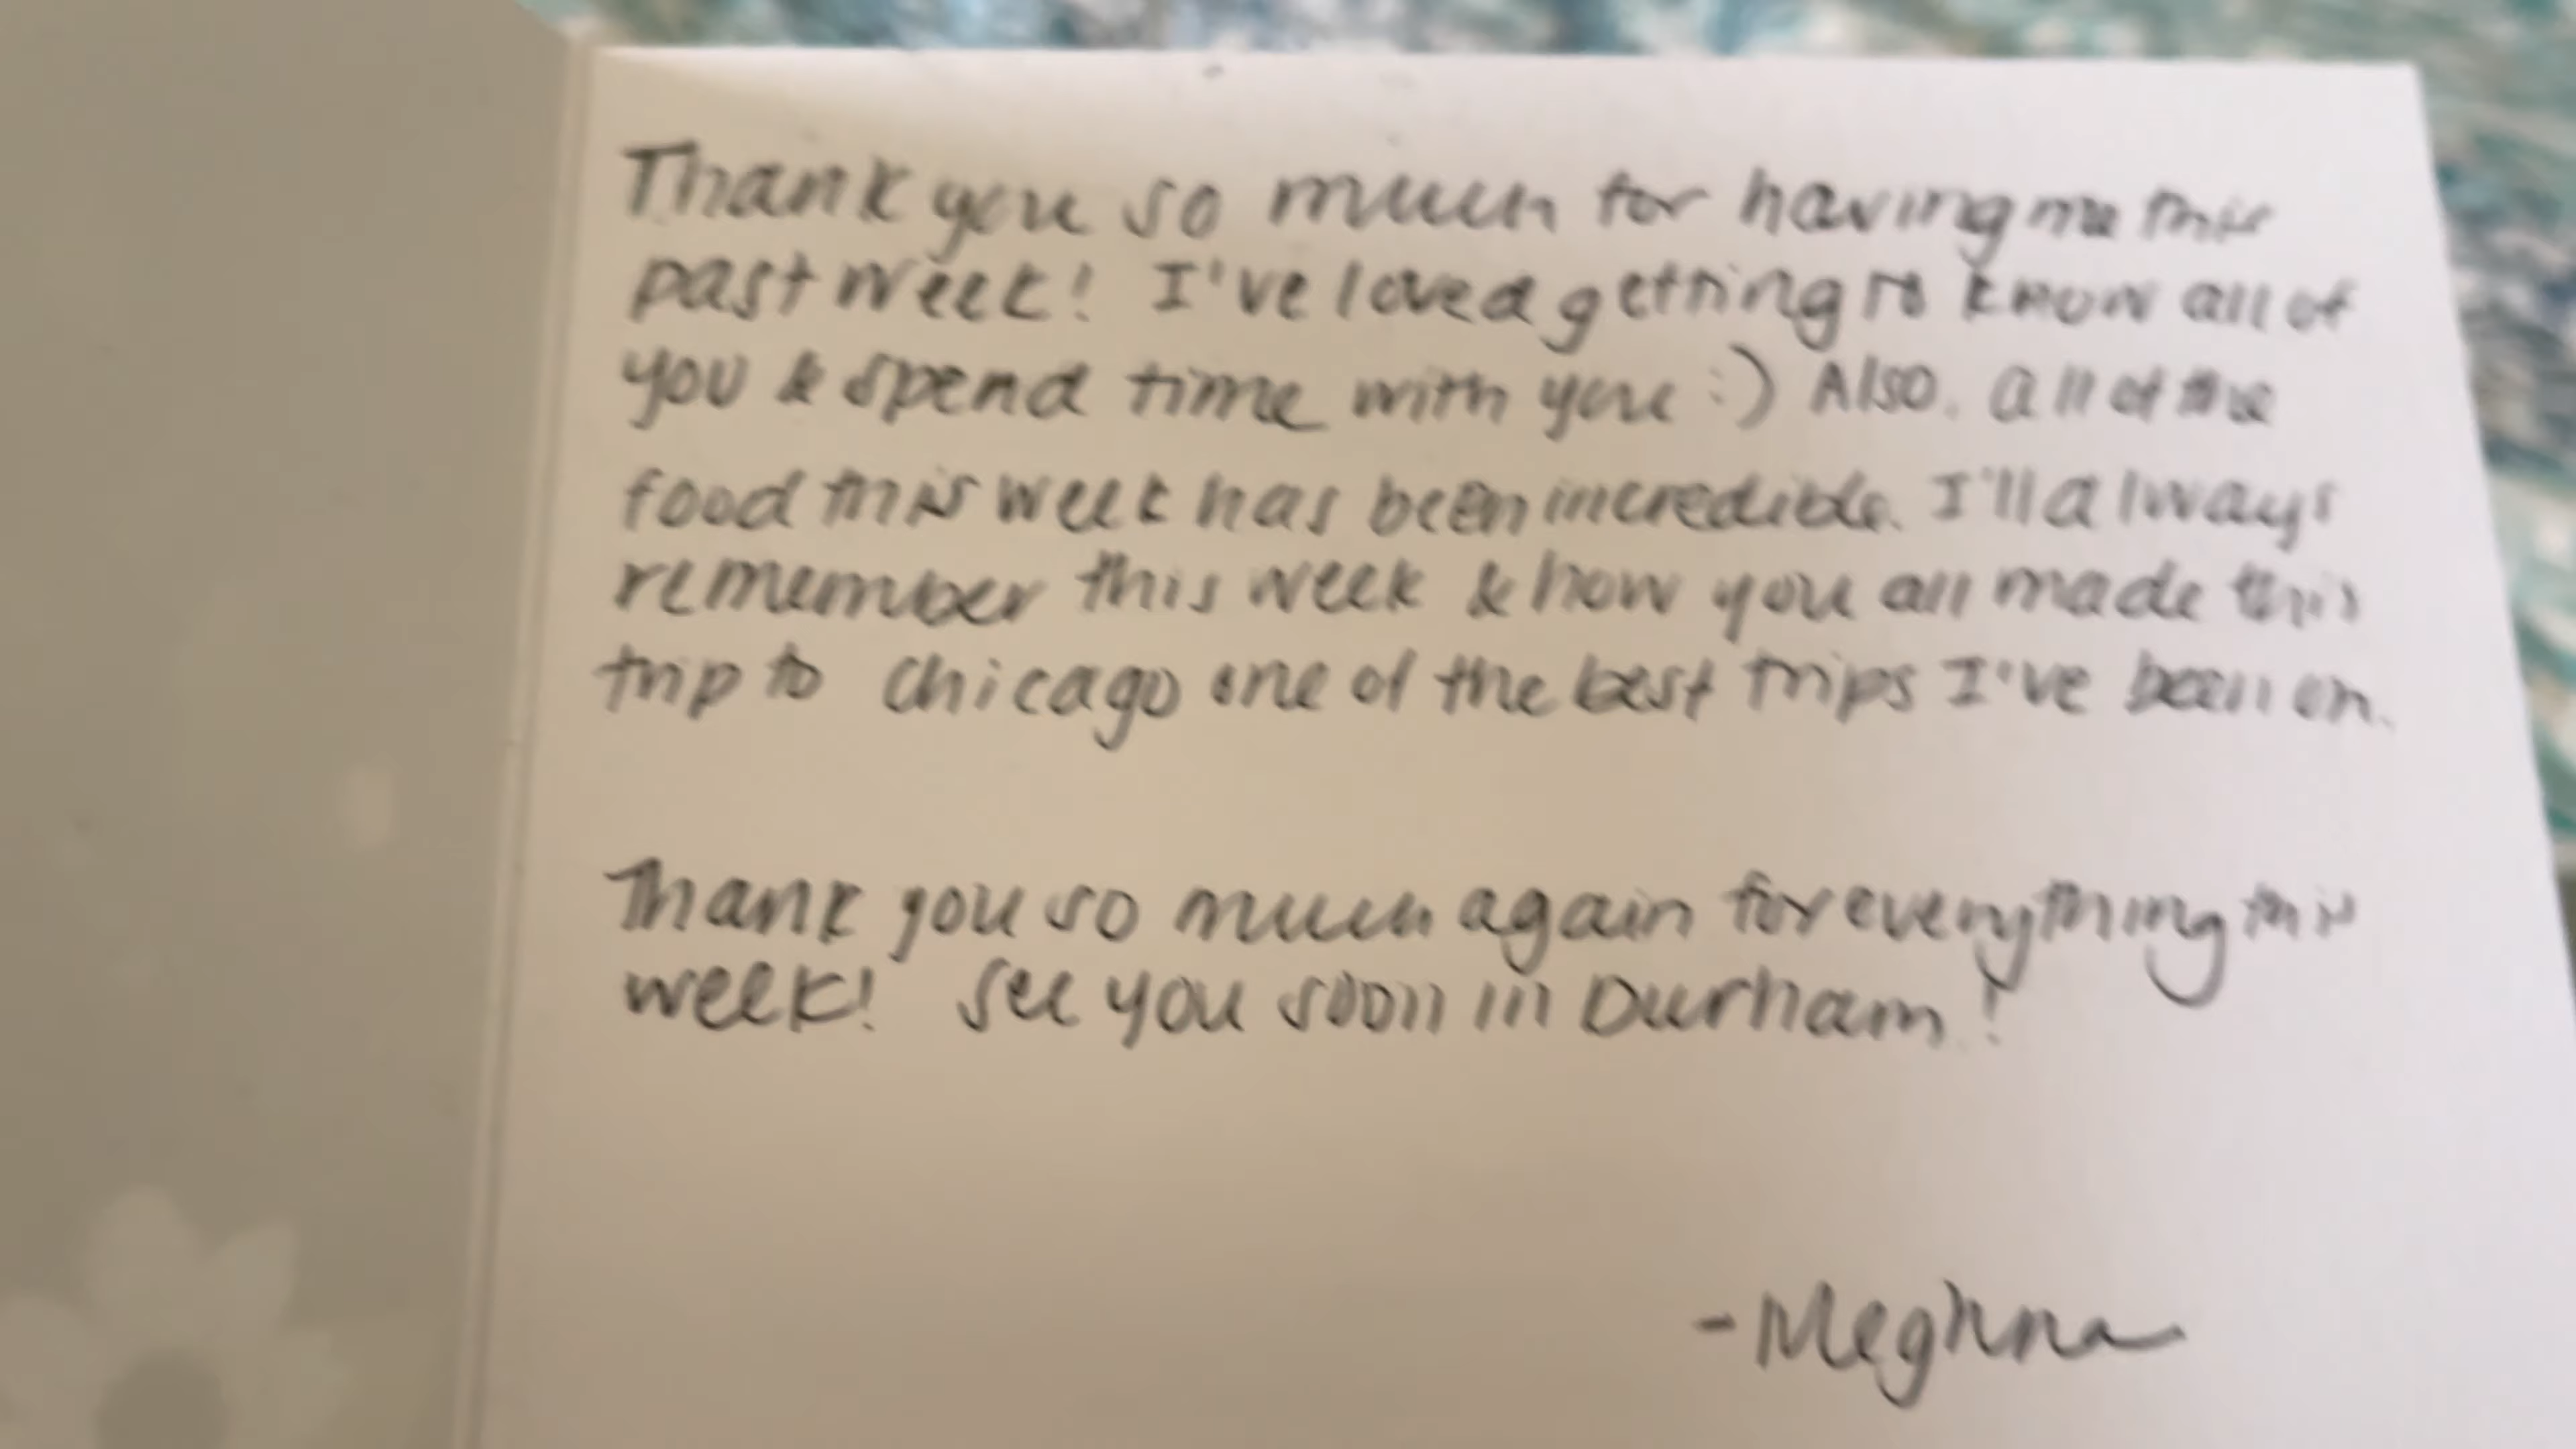 Thank you so much for having me this
past week! I've loved getting to know all of
you & spend time with you :) Also, all of the
food this week has been incredible. I'll always
remember this week & how you all made this
trip to Chicago one of the best trips I've been on.
Thank you so much again for everything this
week! See you soon in Durham!
-Meghna